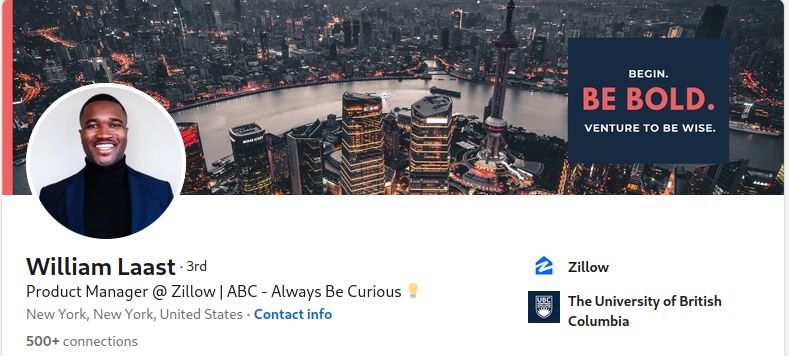 BEGIN.
BE BOLD.
VENTURE TO BE WISE.
William Laast · 3rd
Product Manager @ Zillow | ABC - Always Be Curious 💡
New York, New York, United States · Contact info
500+ connections
Zillow
UBC
The University of British
Columbia